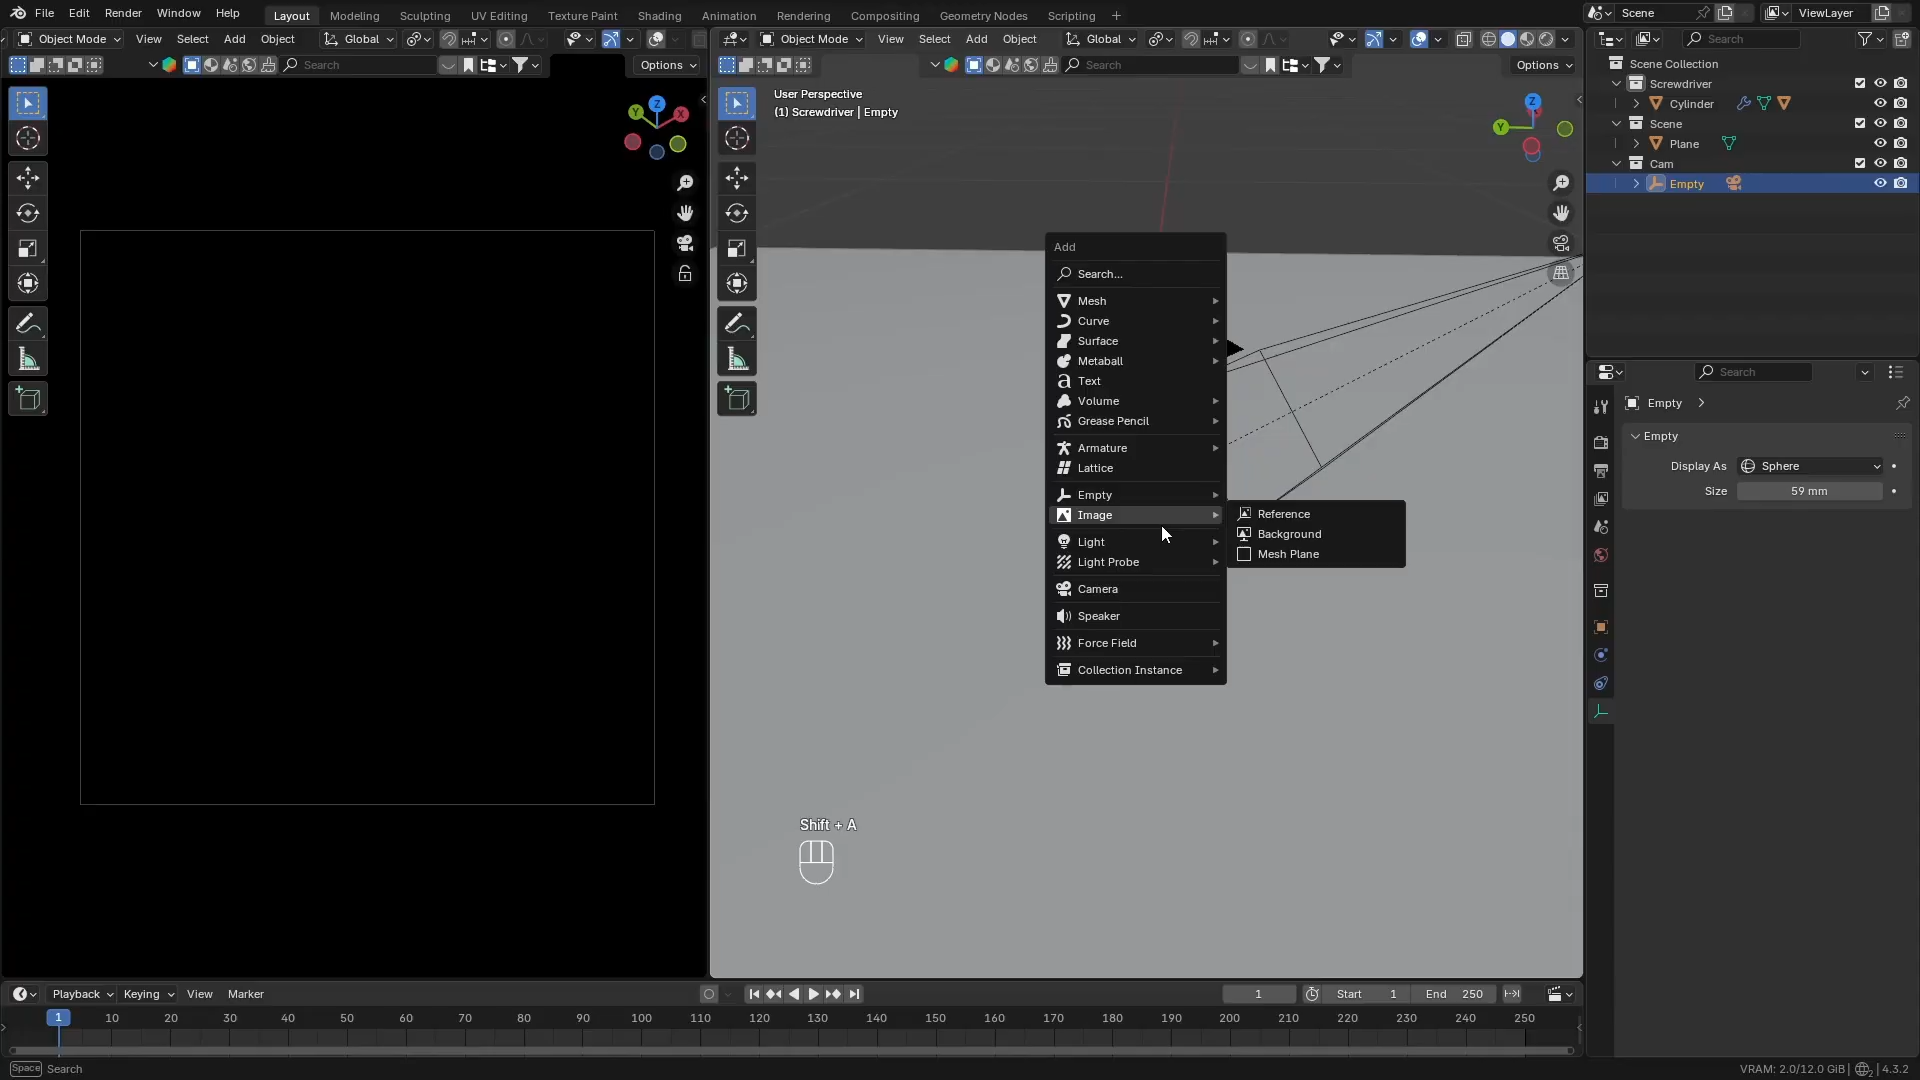 File Edit Render Window Help
Layout Modeling Sculpting UV Editing Texture Paint Shading Animation Rendering Compositing Geometry Nodes Scripting +
Scene
ViewLayer
Object Mode View Select Add Object Global
Search
Options
Object Mode View Select Add Object Global
Search
Options
User Perspective
(1) Screwdriver | Empty
Z
Y
X
Z
Y
Add
Search...
Mesh
Curve
Surface
Metaball
Text
Volume
Grease Pencil
Armature
Lattice
Empty
Image
Light
Light Probe
Camera
Speaker
Force Field
Collection Instance
Reference
Background
Mesh Plane
Shift + A
Search
Scene Collection
Screwdriver
Cylinder
Scene
Plane
Cam
Empty
Search
Empty
Empty
Display As Sphere
Size 59 mm
Playback Keying View Marker
1
Start 1
End 250
1 10 20 30 40 50 60 70 80 90 100 110 120 130 140 150 160 170 180 190 200 210 220 230 240 250
Space Search
VRAM: 2.0/12.0 GiB | 2 | 4.3.2